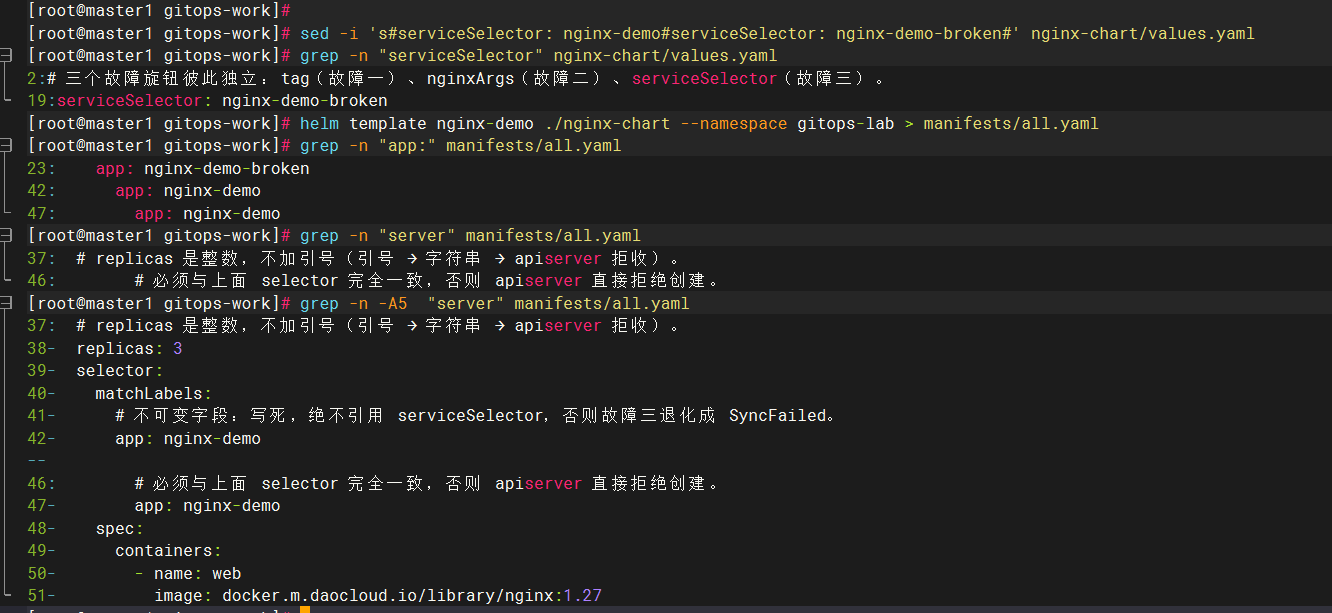 [root@master1 gitops-work]#
[root@master1 gitops-work]# sed -i 's#serviceSelector: nginx-demo#serviceSelector: nginx-demo-broken#' nginx-chart/values.yaml
[root@master1 gitops-work]# grep -n "serviceSelector" nginx-chart/values.yaml
2:# 三个故障旋钮彼此独立：tag（故障一）、nginxArgs（故障二）、serviceSelector（故障三）。
19:serviceSelector: nginx-demo-broken
[root@master1 gitops-work]# helm template nginx-demo ./nginx-chart --namespace gitops-lab > manifests/all.yaml
[root@master1 gitops-work]# grep -n "app:" manifests/all.yaml
23:    app: nginx-demo-broken
42:      app: nginx-demo
47:        app: nginx-demo
[root@master1 gitops-work]# grep -n "server" manifests/all.yaml
37:  # replicas 是整数，不加引号（引号 → 字符串 → apiserver 拒收）。
46:        # 必须与上面 selector 完全一致，否则 apiserver 直接拒绝创建。
[root@master1 gitops-work]# grep -n -A5  "server" manifests/all.yaml
37:  # replicas 是整数，不加引号（引号 → 字符串 → apiserver 拒收）。
38-  replicas: 3
39-  selector:
40-    matchLabels:
41-      # 不可变字段：写死，绝不引用 serviceSelector，否则故障三退化成 SyncFailed。
42-      app: nginx-demo
--
46:        # 必须与上面 selector 完全一致，否则 apiserver 直接拒绝创建。
47-        app: nginx-demo
48-    spec:
49-      containers:
50-        - name: web
51-          image: docker.m.daocloud.io/library/nginx:1.27